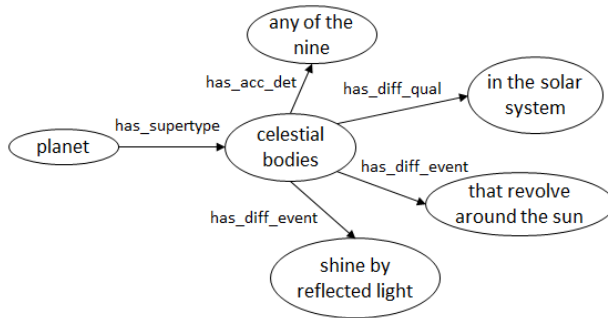 any of the
nine
has_acc_det
has_diff_qual
in the solar
system
has_supertype
planet
celestial
bodies
has_diff_event
that revolve
around the sun
has_diff_event
shine by
reflected light